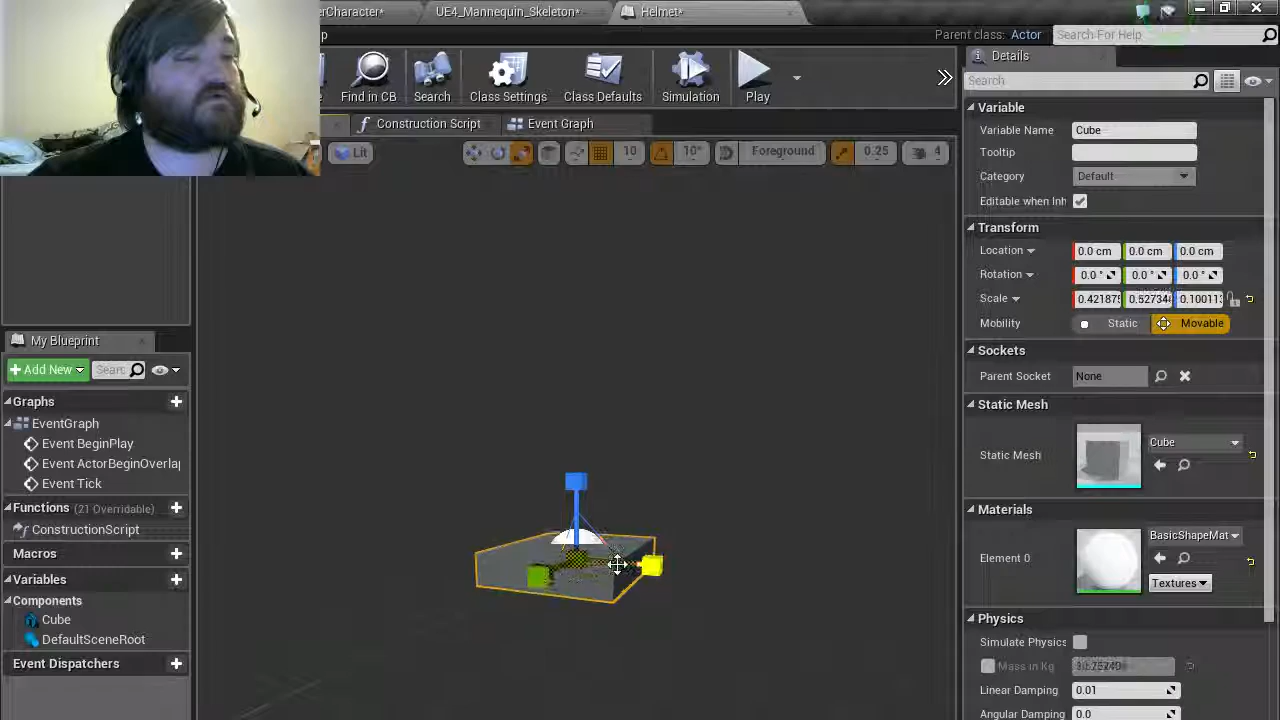 erCharacter*
UE4_Mannequin_Skeleton*
Helmet*
p
Parent class: Actor
Search For Help
Find in CB
Search
Class Settings
Class Defaults
Simulation
Play
Details
Search
Construction Script
Event Graph
Lit
10
10°
Foreground
0.25
4
Variable
Variable Name
Cube
Tooltip
Category
Default
Editable when Inh
Transform
Location
0.0 cm
0.0 cm
0.0 cm
Rotation
0.0 °
0.0 °
0.0 °
Scale
0.421875
0.52734
0.10011
Mobility
Static
Movable
Sockets
Parent Socket
None
Static Mesh
Static Mesh
Cube
Materials
Element 0
BasicShapeMat
Textures
Physics
Simulate Physics
Mass in Kg
Linear Damping
0.01
Angular Damping
0.0
My Blueprint
Add New
Searc
Graphs
EventGraph
Event BeginPlay
Event ActorBeginOverlap
Event Tick
Functions (21 Overridable)
ConstructionScript
Macros
Variables
Components
Cube
DefaultSceneRoot
Event Dispatchers